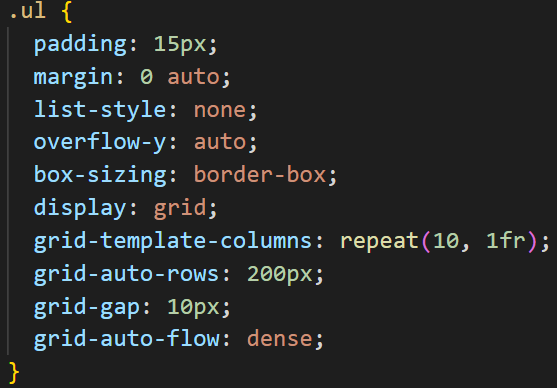 .ul {
padding: 15px;
margin: 0 auto;
list-style: none;
overflow-y: auto;
box-sizing: border-box;
display: grid;
grid-template-columns: repeat(10, 1fr);
grid-auto-rows: 200px;
grid-gap: 10px;
grid-auto-flow: dense;
}